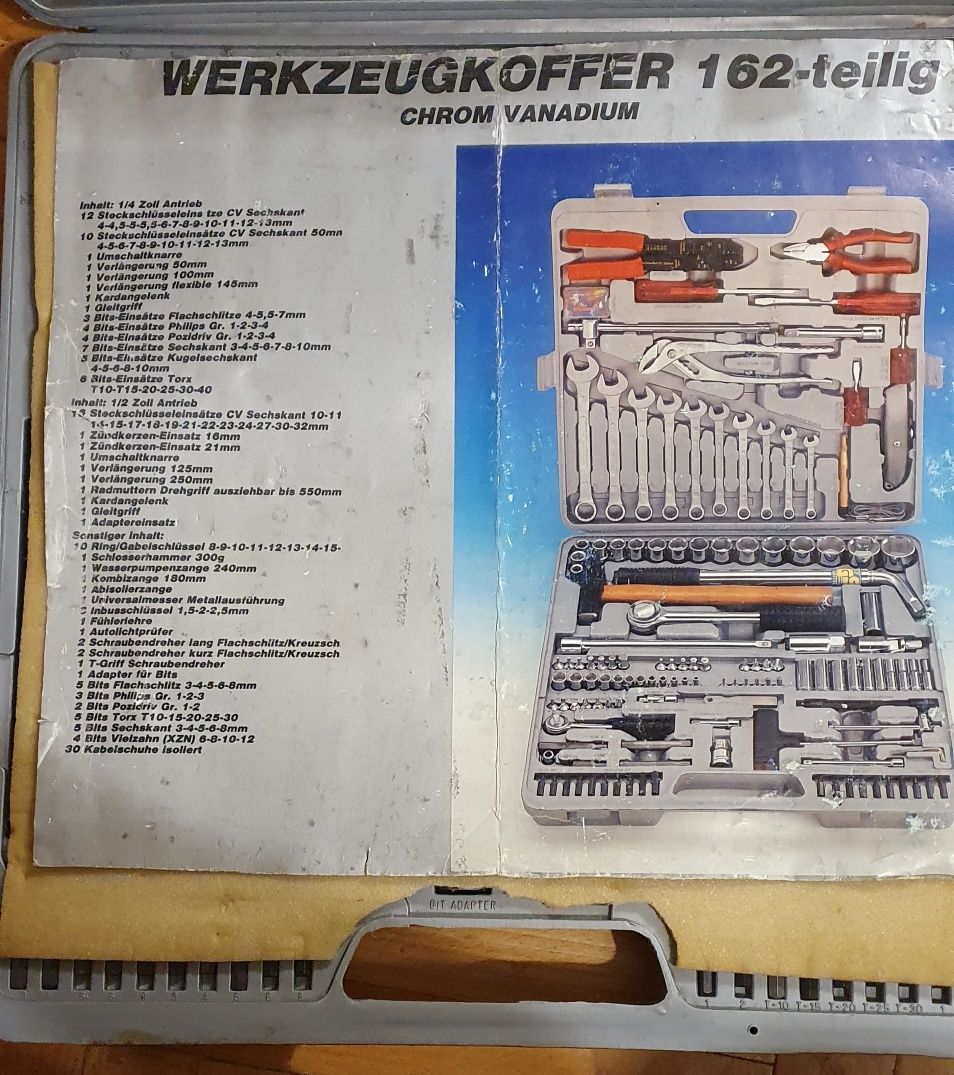 WERKZEUGKOFFER 162-teilig
CHROM VANADIUM
Inhalt: 1/4 Zoll Antrieb
12 Steckschlüsseleins tze CV Sechskant
4-4,5-5-5,5-6-7-8-9-10-11-12-13mm
10 Steckschlüsseleinsätze CV Sechskant 50mm
4-5-6-7-8-9-10-11-12-13mm
1 Umschaltknarre
1 Verlängerung 50mm
1 Verlängerung 100mm
1 Verlängerung flexible 145mm
1 Kardangelenk
1 Gleitgriff
3 Bits-Einsätze Flachschlitze 4-5,5-7mm
4 Bits-Einsätze Philips Gr. 1-2-3-4
4 Bits-Einsätze Pozidriv Gr. 1-2-3-4
7 Bits-Einsätze Sechskant 3-4-5-6-7-8-10mm
5 Bits-Einsätze Kugelsechskant
4-5-6-8-10mm
6 Bits-Einsätze Torx
T10-T15-20-25-30-40
Inhalt: 1/2 Zoll Antrieb
13 Steckschlüsseleinsätze CV Sechskant 10-11
14-15-17-18-19-21-22-23-24-27-30-32mm
1 Zündkerzen-Einsatz 16mm
1 Zündkerzen-Einsatz 21mm
1 Umschaltknarre
1 Verlängerung 125mm
1 Verlängerung 250mm
1 Radmuttern Drehgriff ausziehbar bis 550mm
1 Kardangelenk
1 Gleitgriff
1 Adaptereinsatz
Sonstiger Inhalt:
10 Ring/Gabelschlüssel 8-9-10-11-12-13-14-15-
1 Schlosserhammer 300g
1 Wasserpumpenzange 240mm
1 Kombizange 180mm
1 Abisolierzange
1 Universalmesser Metallausführung
3 Inbusschlüssel 1,5-2-2,5mm
1 Fühlerlehre
1 Autolichtprüfer
2 Schraubendreher lang Flachschlitz/Kreuzsch
2 Schraubendreher kurz Flachschlitz/Kreuzsch
1 T-Griff Schraubendreher
1 Adapter für Bits
5 Bits Flachschlitz 3-4-5-6-8mm
3 Bits Philips Gr. 1-2-3
2 Bits Pozidriv Gr. 1-2
5 Bits Torx T10-15-20-25-30
5 Bits Sechskant 3-4-5-6-8mm
4 Bits Vielzahn (XZN) 6-8-10-12
30 Kabelschuhe isoliert
BIT ADAPTER
1 2 T-10 T-15 T-20 T-25 T-30 1